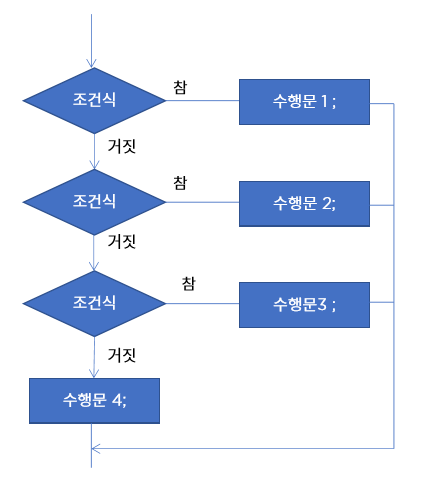 참
조건식
수행문 1 ;
거짓
참
조건식
수행문 2;
거짓
참
조건식
수행문3 ;
거짓
수행문 4;